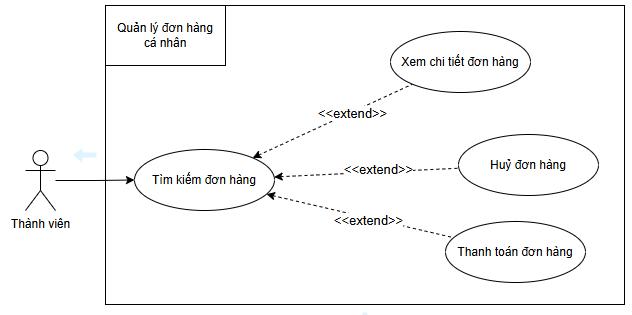 Quản lý đơn hàng
cá nhân
Xem chi tiết đơn hàng
<<extend>>
Tìm kiếm đơn hàng
<<extend>>
Huỷ đơn hàng
Thành viên
<<extend>>
Thanh toán đơn hàng